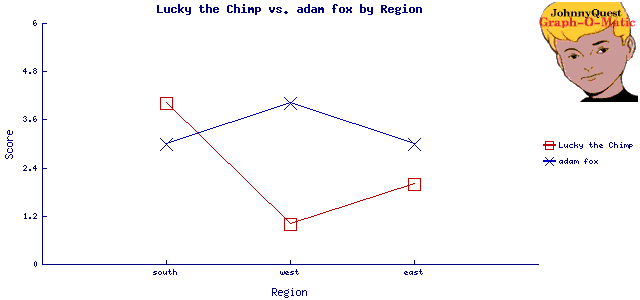 Lucky the Chimp vs. adam fox by Region
JohnnyQuest
Graph-O-Matic
6
4.8
3.6
2.4
1.2
0
Score
south west east
Region
Lucky the Chimp
adam fox